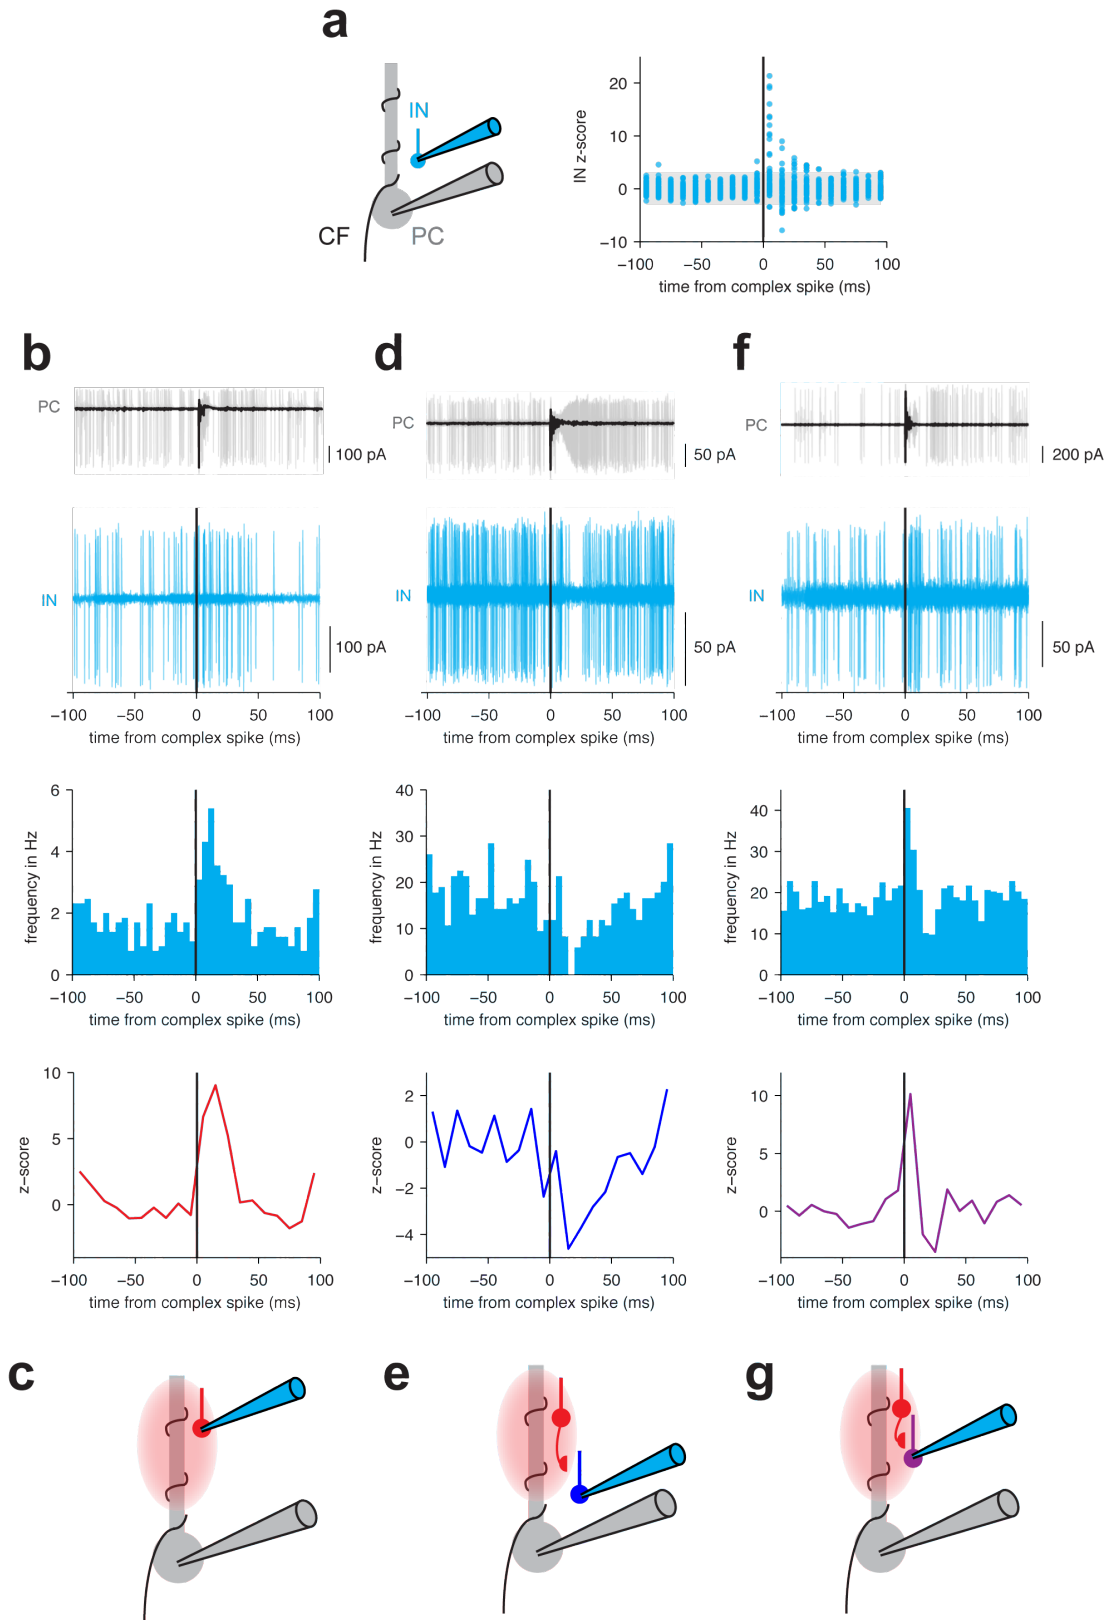 a
IN
CF
PC
IN z-score
20
10
0
−10
−100 −50 0 50 100
time from complex spike (ms)
b
PC
100 pA
IN
100 pA
−100 −50 0 50 100
time from complex spike (ms)
frequency in Hz
6
4
2
0
−100 −50 0 50 100
time from complex spike (ms)
z−score
10
5
0
−100 −50 0 50 100
time from complex spike (ms)
d
PC
50 pA
IN
50 pA
−100 −50 0 50 100
time from complex spike (ms)
frequency in Hz
40
30
20
10
0
−100 −50 0 50 100
time from complex spike (ms)
z−score
2
0
−2
−4
−100 −50 0 50 100
time from complex spike (ms)
f
PC
200 pA
IN
50 pA
−100 −50 0 50 100
time from complex spike (ms)
frequency in Hz
40
30
20
10
0
−100 −50 0 50 100
time from complex spike (ms)
z−score
10
5
0
−100 −50 0 50 100
time from complex spike (ms)
c
e
g